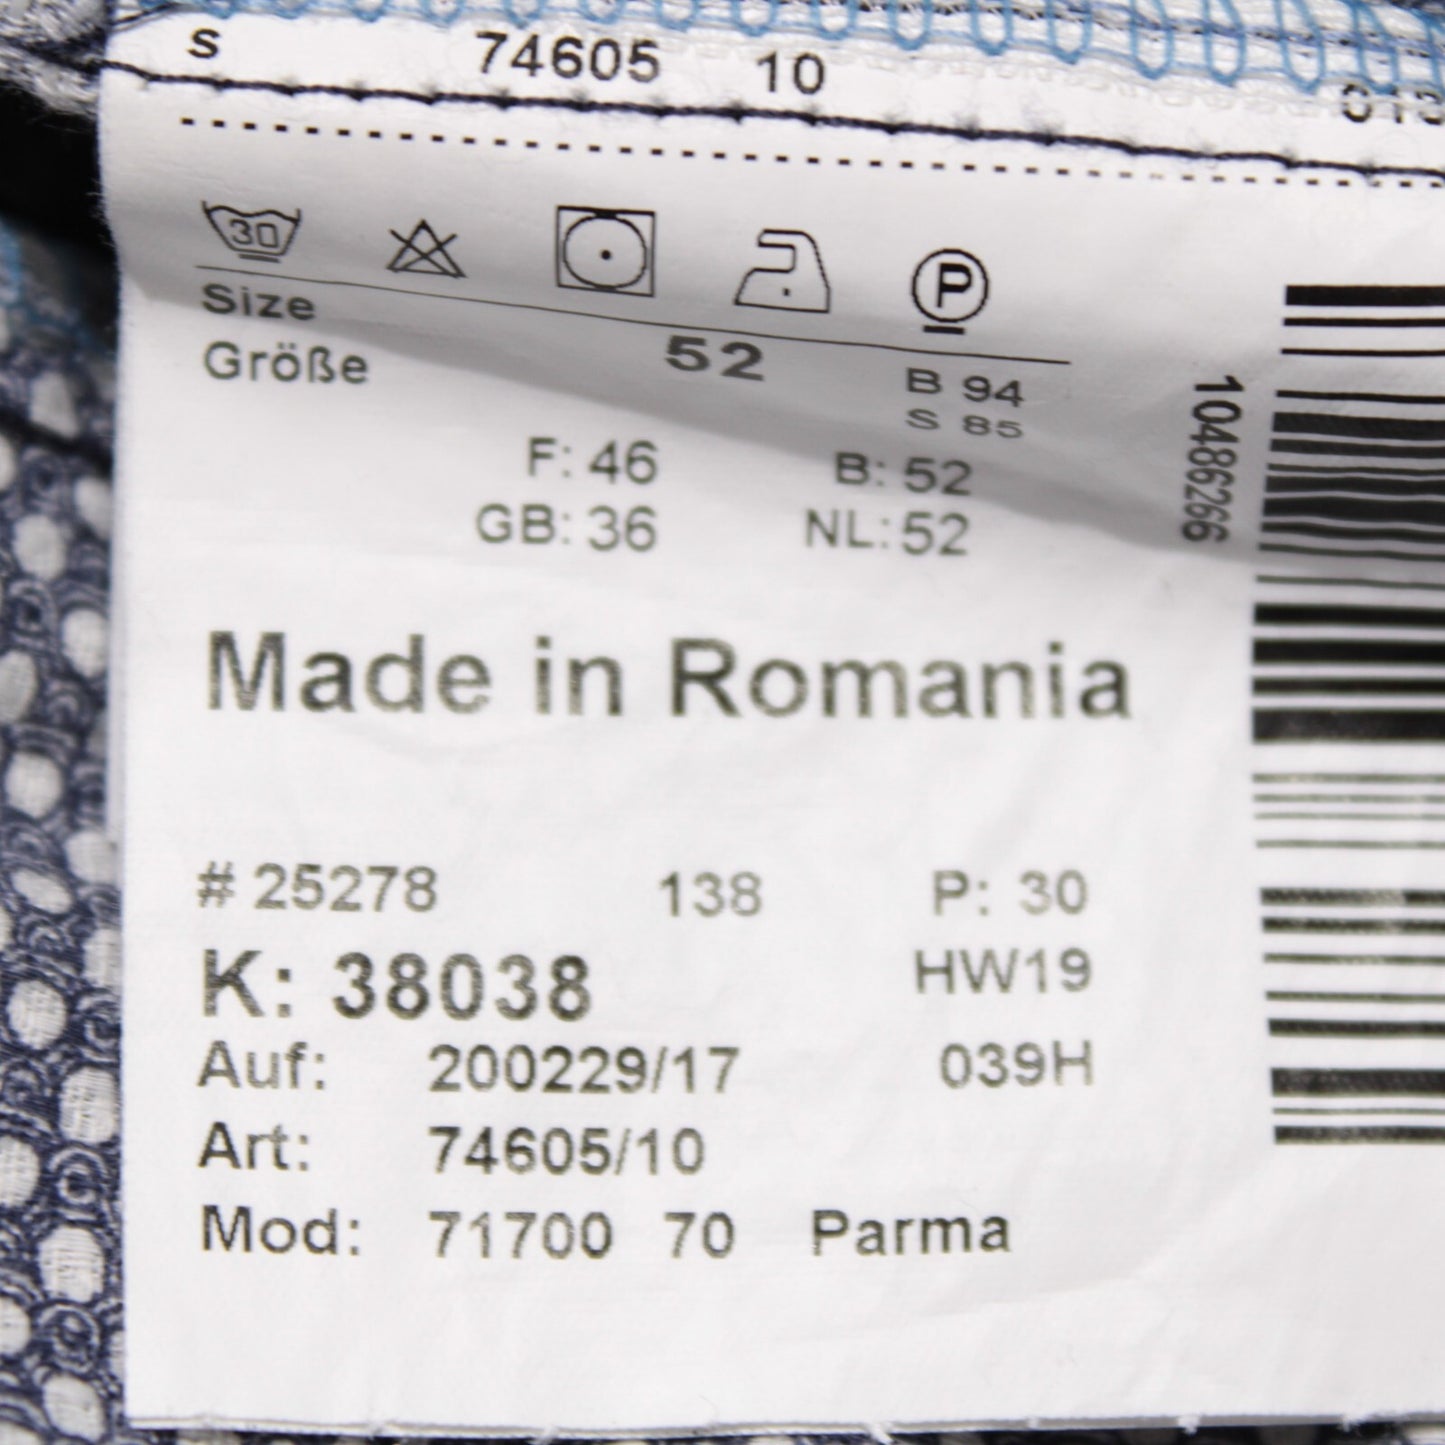 s 74605 10
30 P
Size
Größe 52 B 94
S 85
F: 46 B: 52
GB: 36 NL: 52
10486266
Made in Romania
# 25278 138 P: 30
K: 38038 HW19
Auf: 200229/17 039H
Art: 74605/10
Mod: 71700 70 Parma